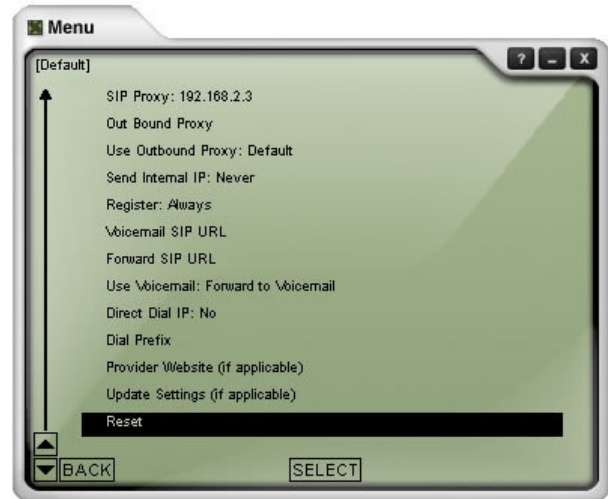 Menu
? – X
[Default]
SIP Proxy: 192.168.2.3
Out Bound Proxy
Use Outbound Proxy: Default
Send Internal IP: Never
Register: Always
Voicemail SIP URL
Forward SIP URL
Use Voicemail: Forward to Voicemail
Direct Dial IP: No
Dial Prefix
Provider Website (if applicable)
Update Settings (if applicable)
Reset
BACK SELECT